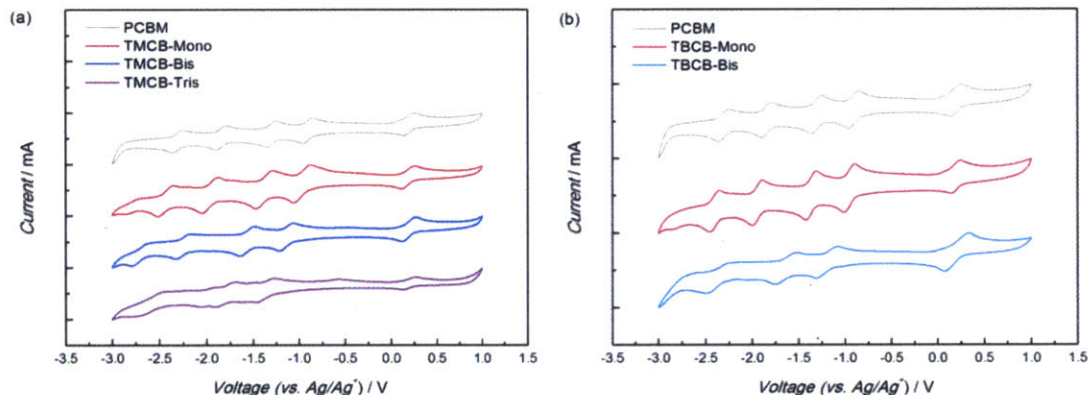 (a)
PCBM
TMCB-Mono
TMCB-Bis
TMCB-Tris
Current / mA
-3.5 -3.0 -2.5 -2.0 -1.5 -1.0 -0.5 0.0 0.5 1.0 1.5
Voltage (vs. Ag/Ag⁺) / V
(b)
PCBM
TBCB-Mono
TBCB-Bis
Current / mA
-3.5 -3.0 -2.5 -2.0 -1.5 -1.0 -0.5 0.0 0.5 1.0 1.5
Voltage (vs. Ag/Ag⁺) / V